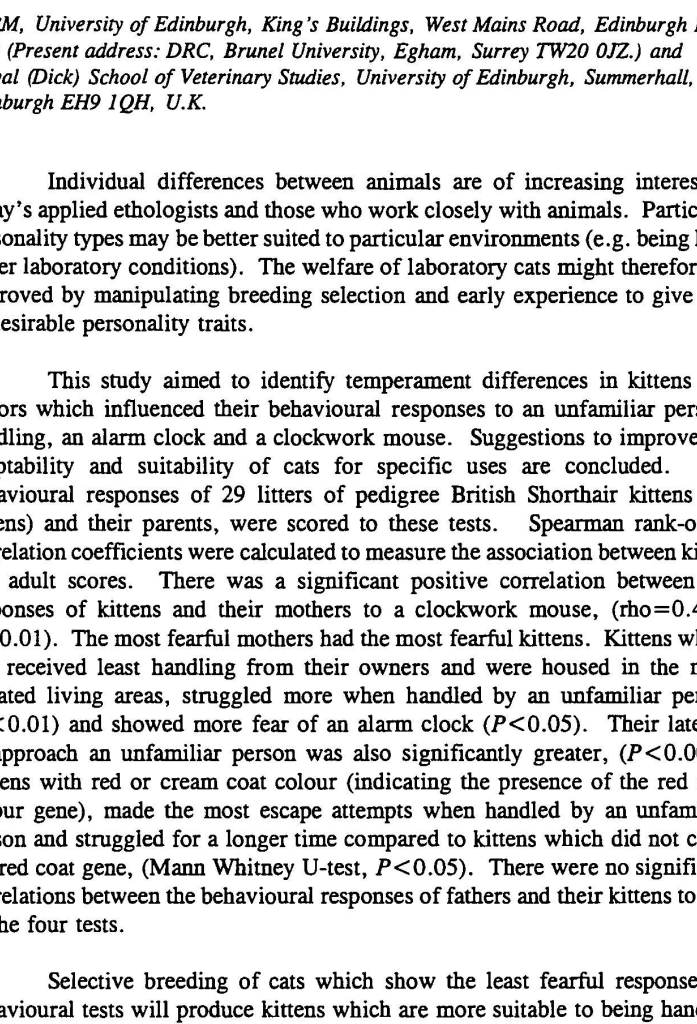 M, University of Edinburgh, King's Buildings, West Mains Road, Edinburgh
(Present address: DRC, Brunel University, Egham, Surrey TW20 0JZ.) and
al (Dick) School of Veterinary Studies, University of Edinburgh, Summerhall,
burgh EH9 1QH, U.K.
Individual differences between animals are of increasing interes
y's applied ethologists and those who work closely with animals. Partic
onality types may be better suited to particular environments (e.g. being
er laboratory conditions). The welfare of laboratory cats might therefor
roved by manipulating breeding selection and early experience to give
esirable personality traits.
This study aimed to identify temperament differences in kittens
ors which influenced their behavioural responses to an unfamiliar per
dling, an alarm clock and a clockwork mouse. Suggestions to improve
ptability and suitability of cats for specific uses are concluded.
avioural responses of 29 litters of pedigree British Shorthair kittens
ens) and their parents, were scored to these tests. Spearman rank-o
relation coefficients were calculated to measure the association between ki
adult scores. There was a significant positive correlation between
onses of kittens and their mothers to a clockwork mouse, (rho=0.4
0.01). The most fearful mothers had the most fearful kittens. Kittens w
received least handling from their owners and were housed in the
ated living areas, struggled more when handled by an unfamiliar pe
<0.01) and showed more fear of an alarm clock (P<0.05). Their late
pproach an unfamiliar person was also significantly greater, (P<0.0
ens with red or cream coat colour (indicating the presence of the red
our gene), made the most escape attempts when handled by an unfam
son and struggled for a longer time compared to kittens which did not c
red coat gene, (Mann Whitney U-test, P<0.05). There were no signifi
relations between the behavioural responses of fathers and their kittens to
he four tests.
Selective breeding of cats which show the least fearful response
avioural tests will produce kittens which are more suitable to being han